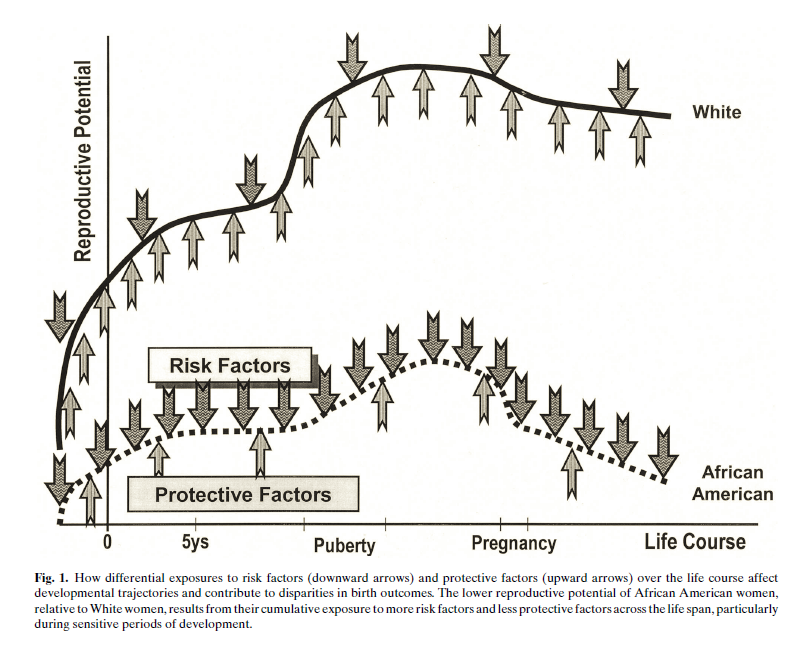 Reproductive Potential
White
Risk Factors
Protective Factors
African
American
0
5ys
Puberty
Pregnancy
Life Course
Fig. 1. How differential exposures to risk factors (downward arrows) and protective factors (upward arrows) over the life course affect
developmental trajectories and contribute to disparities in birth outcomes. The lower reproductive potential of African American women,
relative to White women, results from their cumulative exposure to more risk factors and less protective factors across the life span, particularly
during sensitive periods of development.